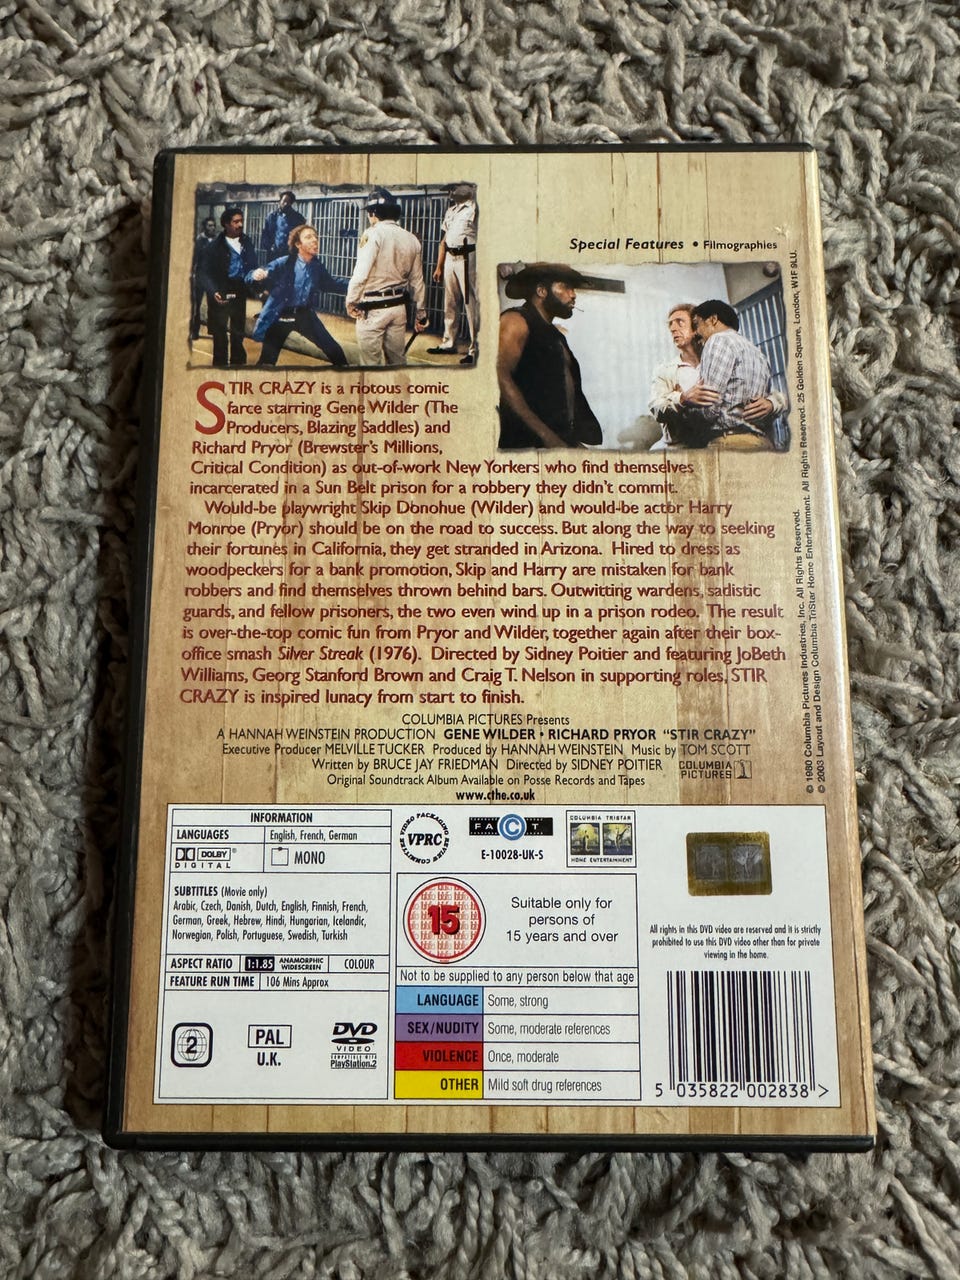 Special Features • Filmographies
STIR CRAZY is a riotous comic
farce starring Gene Wilder (The
Producers, Blazing Saddles) and
Richard Pryor (Brewster's Millions,
Critical Condition) as out-of-work New Yorkers who find themselves
incarcerated in a Sun Belt prison for a robbery they didn't commit.
Would-be playwright Skip Donohue (Wilder) and would-be actor Harry
Monroe (Pryor) should be on the road to success. But along the way to seeking
their fortunes in California, they get stranded in Arizona. Hired to dress as
woodpeckers for a bank promotion, Skip and Harry are mistaken for bank
robbers and find themselves thrown behind bars. Outwitting wardens, sadistic
guards, and fellow prisoners, the two even wind up in a prison rodeo. The result
is over-the-top comic fun from Pryor and Wilder, together again after their box-
office smash Silver Streak (1976). Directed by Sidney Poitier and featuring JoBeth
Williams, Georg Stanford Brown and Craig T. Nelson in supporting roles, STIR
CRAZY is inspired lunacy from start to finish.
COLUMBIA PICTURES Presents
A HANNAH WEINSTEIN PRODUCTION GENE WILDER • RICHARD PRYOR "STIR CRAZY"
Executive Producer MELVILLE TUCKER Produced by HANNAH WEINSTEIN Music by TOM SCOTT
Written by BRUCE JAY FRIEDMAN Directed by SIDNEY POITIER
COLUMBIA
PICTURES
Original Soundtrack Album Available on Posse Records and Tapes
www.cthe.co.uk
© 1980 Columbia Pictures Industries, Inc. All Rights Reserved.
© 2003 Layout and Design Columbia TriStar Home Entertainment. All Rights Reserved. 25 Golden Square, London, W1F 9LU.
INFORMATION
LANGUAGES English, French, German
DOLBY
DIGITAL
MONO
SUBTITLES (Movie only)
Arabic, Czech, Danish, Dutch, English, Finnish, French,
German, Greek, Hebrew, Hindi, Hungarian, Icelandic,
Norwegian, Polish, Portuguese, Swedish, Turkish
ASPECT RATIO 1:1.85 ANAMORPHIC WIDESCREEN COLOUR
FEATURE RUN TIME 106 Mins Approx
2
PAL
U.K.
DVD
VIDEO
COMPATIBLE WITH
PlayStation.2
VIDEO PACKAGING REVIEW COMMITTEE
VPRC
FACT
E-10028-UK-S
COLUMBIA TRISTAR
HOME ENTERTAINMENT
15
Suitable only for
persons of
15 years and over
Not to be supplied to any person below that age
LANGUAGE Some, strong
SEX/NUDITY Some, moderate references
VIOLENCE Once, moderate
OTHER Mild soft drug references
All rights in this DVD video are reserved and it is strictly
prohibited to use this DVD video other than for private
viewing in the home.
5 035822 002838 >